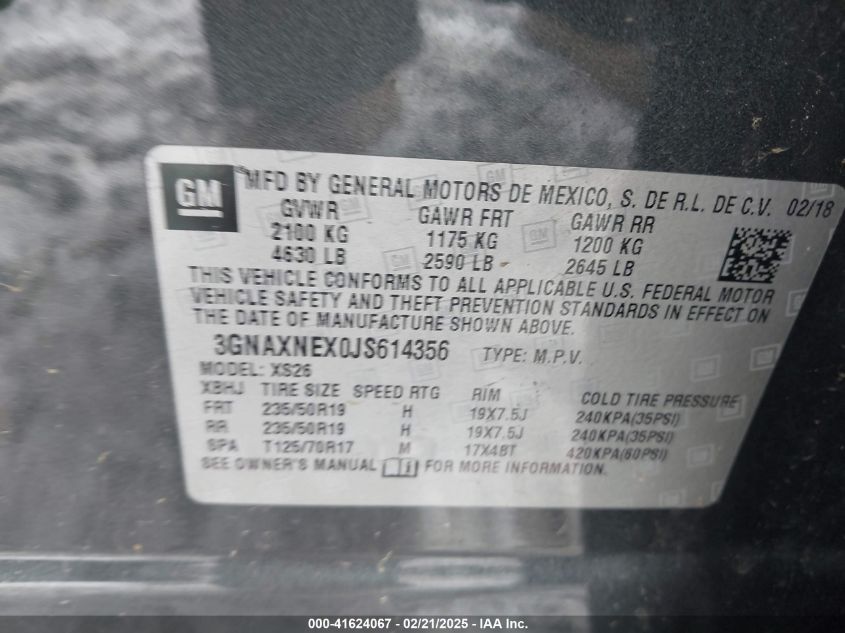 GM MFD BY GENERAL MOTORS DE MEXICO, S. DE R.L. DE C.V. 02/18
GVWR GAWR FRT GAWR RR
2100 KG 1175 KG 1200 KG
4630 LB 2590 LB 2645 LB
THIS VEHICLE CONFORMS TO ALL APPLICABLE U.S. FEDERAL MOTOR
VEHICLE SAFETY AND THEFT PREVENTION STANDARDS IN EFFECT ON
THE DATE OF MANUFACTURE SHOWN ABOVE.
3GNAXNEX0JS614356 TYPE: M.P.V.
MODEL: XS26
XBHJ TIRE SIZE SPEED RTG RIM COLD TIRE PRESSURE
FRT 235/50R19 H 19X7.5J 240KPA(35PSI)
RR 235/50R19 H 19X7.5J 240KPA(35PSI)
SPA T125/70R17 M 17X4BT 420KPA(60PSI)
SEE OWNER'S MANUAL FOR MORE INFORMATION.
000-41624067 - 02/21/2025 - IAA Inc.